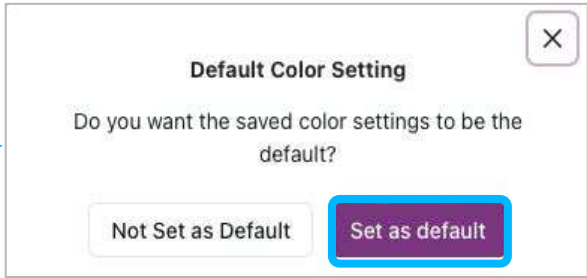 Default Color Setting
Do you want the saved color settings to be the
default?
Not Set as Default
Set as default